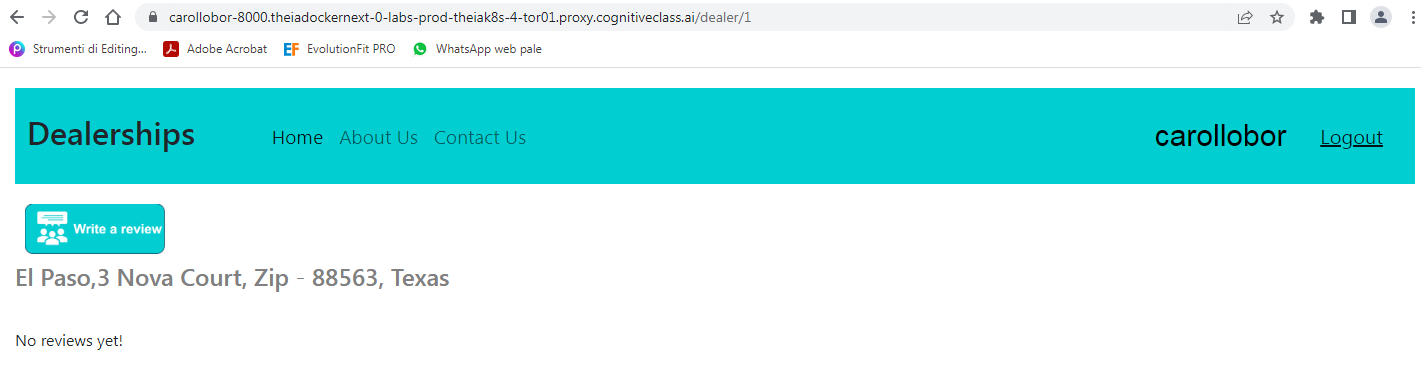 carollobor-8000.theiadockernext-0-labs-prod-theiak8s-4-tor01.proxy.cognitiveclass.ai/dealer/1
Strumenti di Editing... Adobe Acrobat EF EvolutionFit PRO WhatsApp web pale
Dealerships Home About Us Contact Us carollobor Logout
Write a review
El Paso,3 Nova Court, Zip - 88563, Texas
No reviews yet!